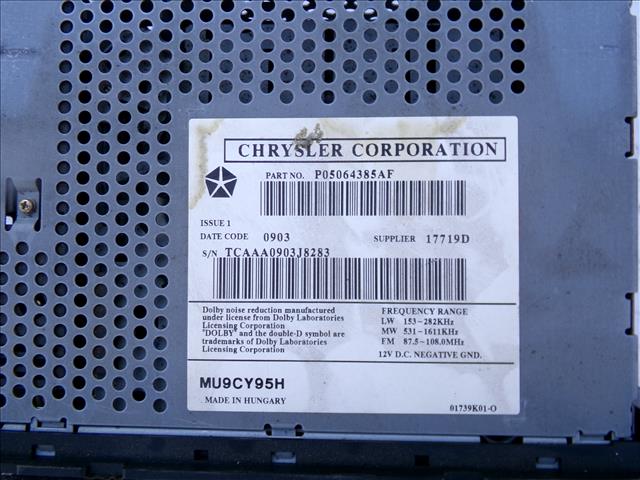 CHRYSLER CORPORATION
PART NO. P05064385AF
ISSUE 1
DATE CODE 0903 SUPPLIER 17719D
S/N TCAAA0903J8283
Dolby noise reduction manufactured
under license from Dolby Laboratories
Licensing Corporation
"DOLBY" and the double-D symbol are
trademarks of Dolby Laboratories
Licensing Corporation
FREQUENCY RANGE
LW 153-282KHz
MW 531-1611KHz
FM 87.5-108.0MHz
12V D.C. NEGATIVE GND.
MU9CY95H
MADE IN HUNGARY
01739K01-O